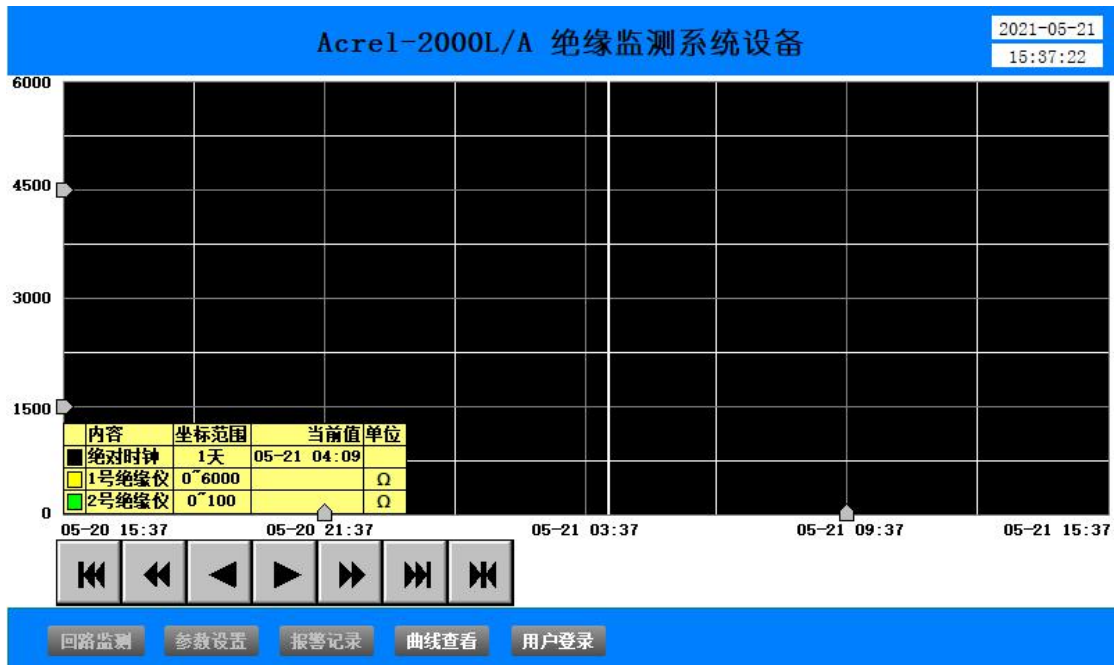 Acrel-2000L/A 绝缘监测系统设备
2021-05-21
15:37:22
6000
4500
3000
1500
0
内容 坐标范围 当前值 单位
绝对时钟 1天 05-21 04:09
1号绝缘仪 0~6000 Ω
2号绝缘仪 0~100 Ω
05-20 15:37 05-20 21:37 05-21 03:37 05-21 09:37 05-21 15:37
回路监测 参数设置 报警记录 曲线查看 用户登录